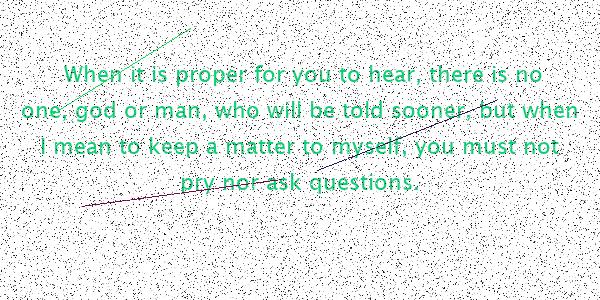 When it is proper for you to hear, there is no
one, god or man, who will be told sooner, but when
I mean to keep a matter to myself, you must not
pry nor ask questions.